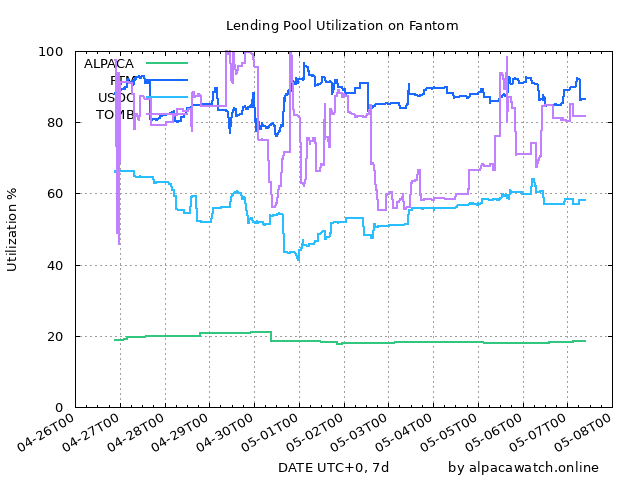 Lending Pool Utilization on Fantom
100
80
60
40
20
0
Utilization %
ALPACA
FTM
USDC
TOMB
04-26T00
04-27T00
04-28T00
04-29T00
04-30T00
05-01T00
05-02T00
05-03T00
05-04T00
05-05T00
05-06T00
05-07T00
05-08T00
DATE UTC+0, 7d
by alpacawatch.online